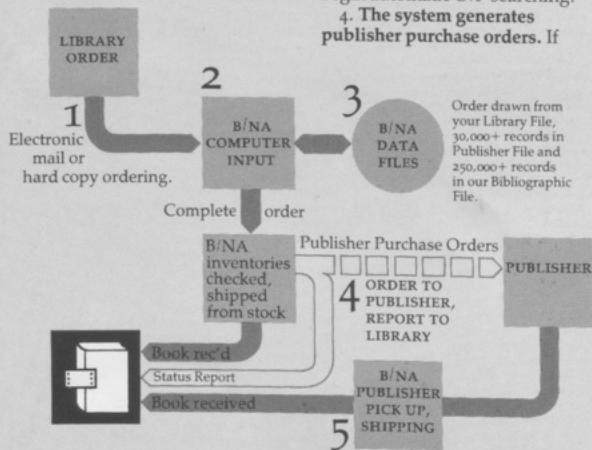 automatic searching.
4. The system generates
publisher purchase orders. If
LIBRARY
ORDER
1
Electronic
mail or
hard copy ordering.
2
B/NA
COMPUTER
INPUT
3
B/NA
DATA
FILES
Order drawn from
your Library File,
30,000+ records in
Publisher File and
250,000+ records
in our Bibliographic
File.
Complete order
B/NA
inventories
checked,
shipped
from stock
Publisher Purchase Orders
PUBLISHER
4
ORDER TO
PUBLISHER,
REPORT TO
LIBRARY
Book rec'd
Status Report
Book received
5
B/NA
PUBLISHER
PICK UP,
SHIPPING